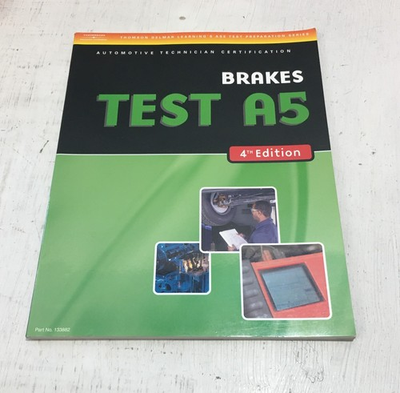 THOMSON DELMAR LEARNING'S ASE TEST PREPARATION SERIES
AUTOMOTIVE TECHNICIAN CERTIFICATION
BRAKES
TEST A5
4TH Edition